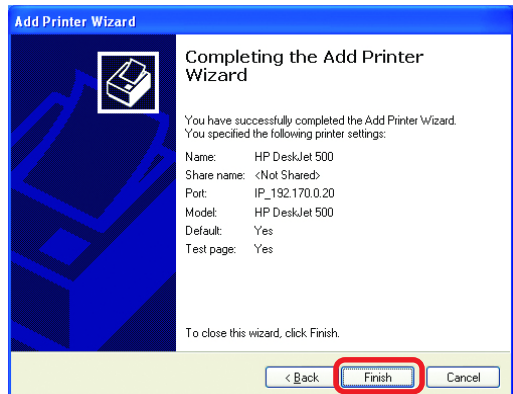 Add Printer Wizard
Completing the Add Printer
Wizard
You have successfully completed the Add Printer Wizard.
You specified the following printer settings:
Name: HP DeskJet 500
Share name: <Not Shared>
Port: IP_192.170.0.20
Model: HP DeskJet 500
Default: Yes
Test page: Yes
To close this wizard, click Finish.
< Back Finish Cancel